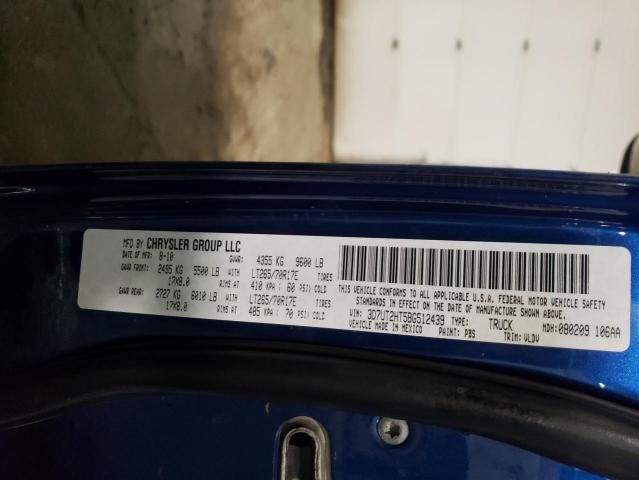 MFD BY CHRYSLER GROUP LLC
DATE OF MFR 8-10 GVWR: 4355 KG 9600 LB
GAWR FRONT: 2495 KG 5500 LB WITH LT265/70R17E TIRES
17X8.0 RIMS AT 410 KPA ( 60 PSI) COLD
GAWR REAR: 2727 KG 6010 LB WITH LT265/70R17E TIRES
17X8.0 RIMS AT 485 KPA ( 70 PSI) COLD
THIS VEHICLE CONFORMS TO ALL APPLICABLE U.S.A. FEDERAL MOTOR VEHICLE SAFETY
STANDARDS IN EFFECT ON THE DATE OF MANUFACTURE SHOWN ABOVE.
VIN: 3D7UT2HT5BG512439 TYPE: TRUCK MDH: 080209 106AA
VEHICLE MADE IN MEXICO PAINT: PBS TRIM: VLDV